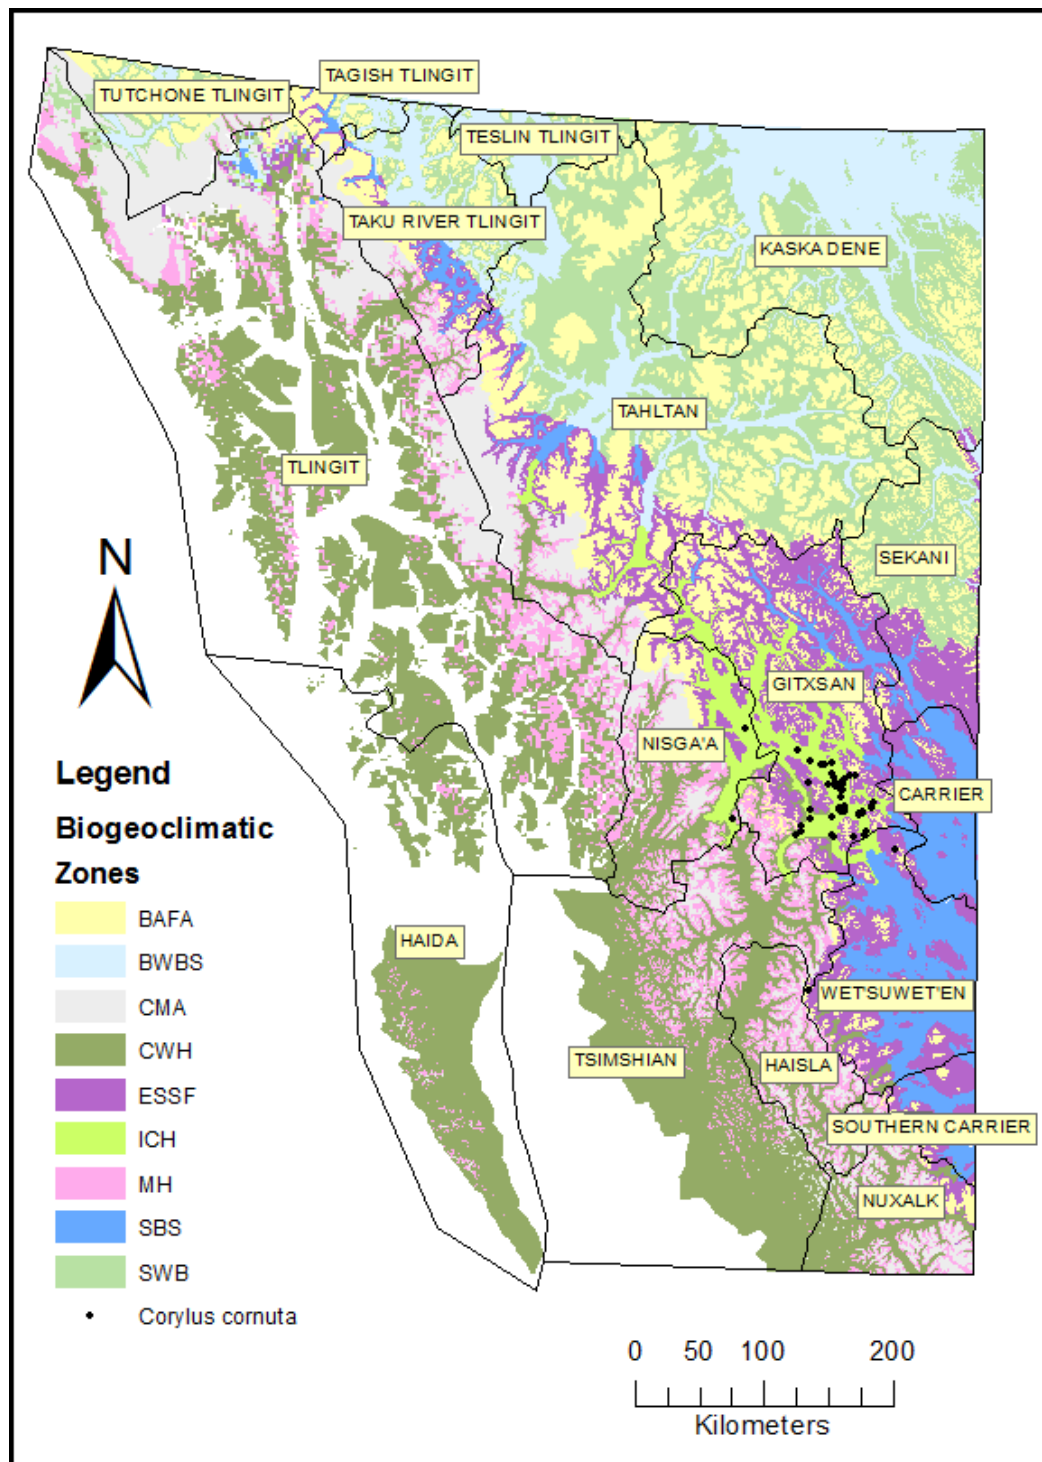 TAGISH TLINGIT
TUTCHONE TLINGIT
TESLIN TLINGIT
TAKU RIVER TLINGIT
KASKA DENE
TAHLTAN
TLINGIT
N
SEKANI
GITXSAN
NISGA'A
CARRIER
HAIDA
WET'SUWET'EN
TSIMSHIAN
HAISLA
SOUTHERN CARRIER
NUXALK
Legend
Biogeoclimatic
Zones
BAFA
BWBS
CMA
CWH
ESSF
ICH
MH
SBS
SWB
Corylus cornuta
0 50 100 200
Kilometers